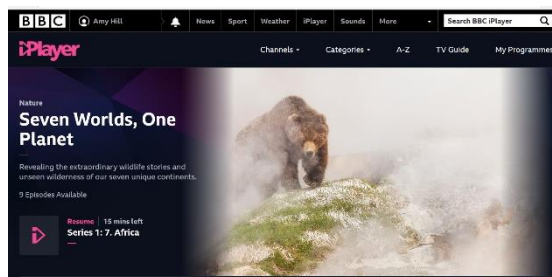 BBC Amy Hill News Sport Weather iPlayer Sounds More Search BBC iPlayer
iPlayer Channels Categories A-Z TV Guide My Programmes
Nature
Seven Worlds, One
Planet
Revealing the extraordinary wildlife stories and
unseen wilderness of our seven unique continents.
9 Episodes Available
Resume | 15 mins left
Series 1: 7. Africa